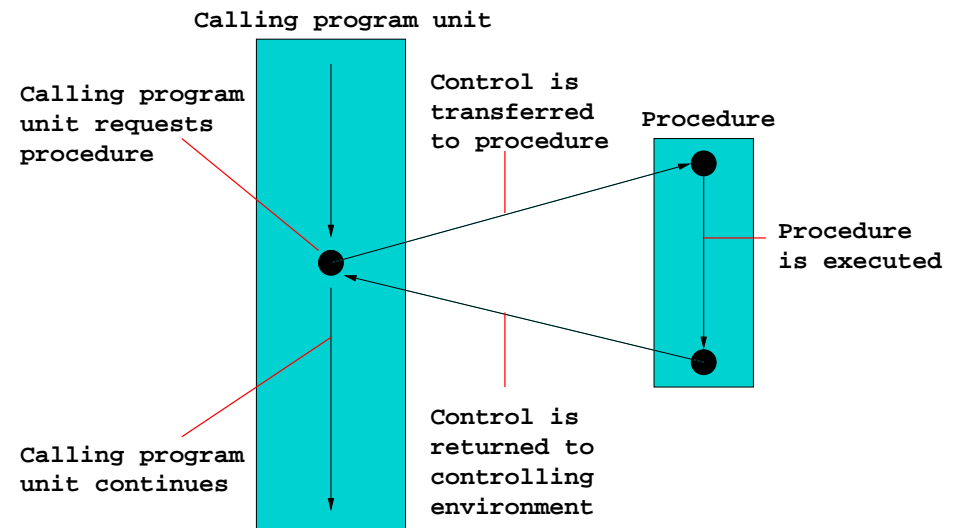 Calling program unit
Calling program
unit requests
procedure
Control is
transferred
to procedure
Procedure
Procedure
is executed
Calling program
unit continues
Control is
returned to
controlling
environment